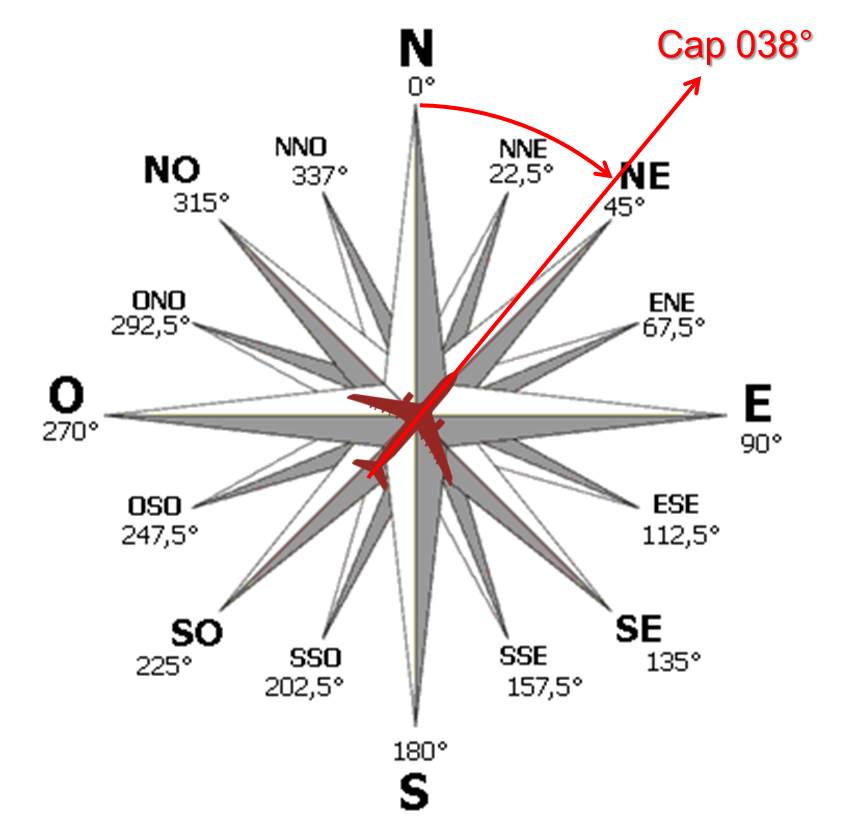 N
0°
Cap 038°
NNO
337°
NNE
22,5°
NO
315°
NE
45°
ONO
292,5°
ENE
67,5°
O
270°
E
90°
OSO
247,5°
ESE
112,5°
SO
225°
SE
135°
SSO
202,5°
SSE
157,5°
180°
S